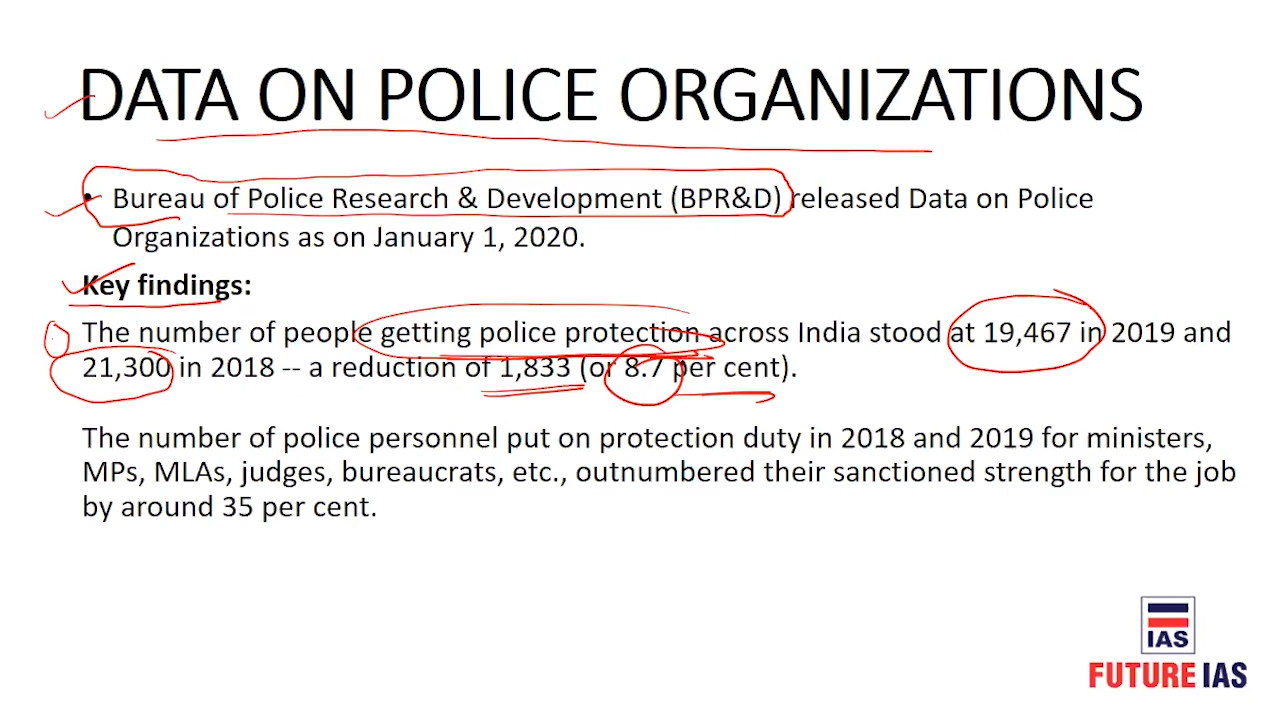 DATA ON POLICE ORGANIZATIONS
• Bureau of Police Research & Development (BPR&D) released Data on Police
Organizations as on January 1, 2020.
Key findings:
The number of people getting police protection across India stood at 19,467 in 2019 and
21,300 in 2018 -- a reduction of 1,833 (or 8.7 per cent).
The number of police personnel put on protection duty in 2018 and 2019 for ministers,
MPs, MLAs, judges, bureaucrats, etc., outnumbered their sanctioned strength for the job
by around 35 per cent.
IAS
FUTURE IAS